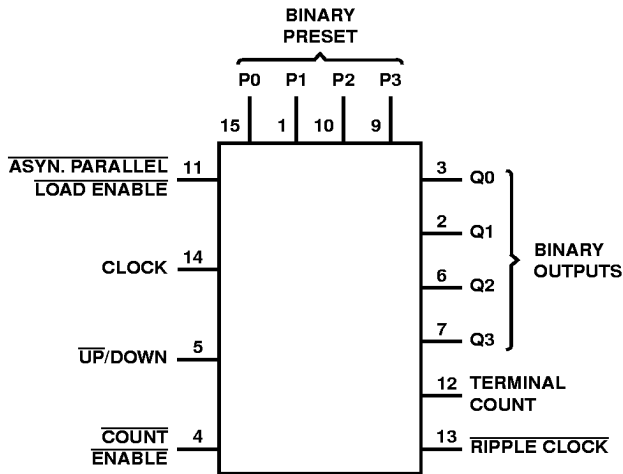 BINARY
PRESET
P0 P1 P2 P3
15 1 10 9
ASYN. PARALLEL
LOAD ENABLE
11
CLOCK
14
UP/DOWN
5
COUNT
ENABLE
4
3 Q0
2 Q1
6 Q2
7 Q3
BINARY
OUTPUTS
12 TERMINAL
COUNT
13 RIPPLE CLOCK